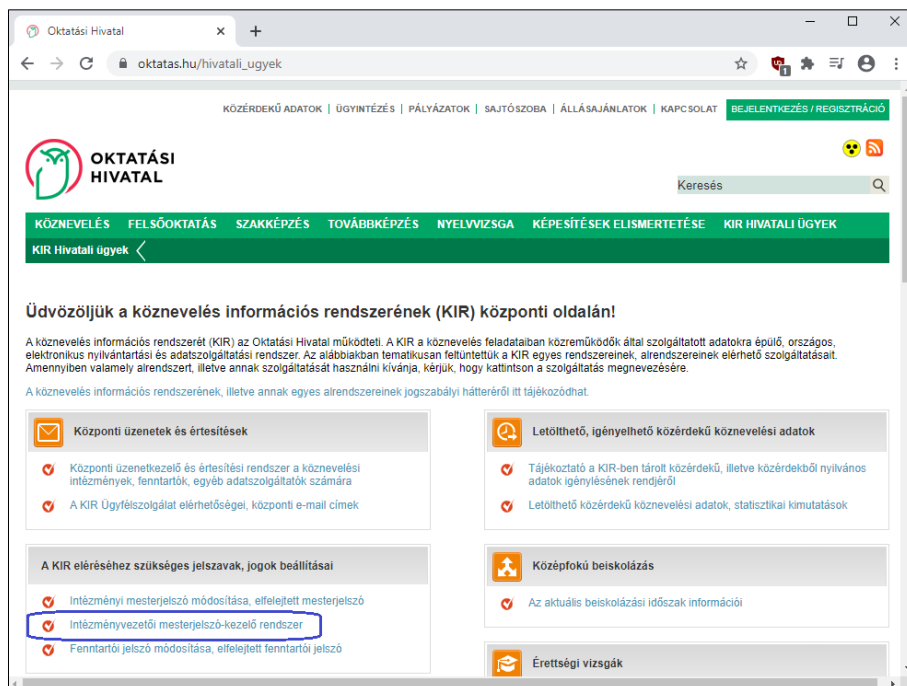 Oktatási Hivatal
oktatas.hu/hivatali_ugyek
KÖZÉRDEKŰ ADATOK | ÜGYINTÉZÉS | PÁLYÁZATOK | SAJTÓSZOBA | ÁLLÁSAJÁNLATOK | KAPCSOLAT BEJELENTKEZÉS / REGISZTRÁCIÓ
OKTATÁSI
HIVATAL
Keresés
KÖZNEVELÉS FELSŐOKTATÁS SZAKKÉPZÉS TOVÁBBKÉPZÉS NYELVVIZSGA KÉPESÍTÉSEK ELISMERTETÉSE KIR HIVATALI ÜGYEK
KIR Hivatali ügyek
Üdvözöljük a köznevelés információs rendszerének (KIR) központi oldalán!
A köznevelés információs rendszerét (KIR) az Oktatási Hivatal működteti. A KIR a köznevelés feladataiban közreműködők által szolgáltatott adatokra épülő, országos,
elektronikus nyilvántartási és adatszolgáltatási rendszer. Az alábbiakban tematikusan feltüntettük a KIR egyes rendszereinek, alrendszereinek elérhető szolgáltatásait.
Amennyiben valamely alrendszert, illetve annak szolgáltatását használni kívánja, kérjük, hogy kattintson a szolgáltatás megnevezésére.
A köznevelés információs rendszerének, illetve annak egyes alrendszereinek jogszabályi hátteréről itt tájékozódhat.
Központi üzenetek és értesítések
Központi üzenetkezelő és értesítési rendszer a köznevelési
intézmények, fenntartók, egyéb adatszolgáltatók
számára
A KIR Ügyfélszolgálat elérhetőségei, központi e-mail címek
Letölthető, igényelhető közérdekű köznevelési adatok
Tájékoztató a KIR-ben tárolt közérdekű, illetve közérdekből nyilvános
adatok igénylésének rendjéről
Letölthető közérdekű köznevelési adatok, statisztikai kimutatások
A KIR eléréséhez szükséges jelszavak, jogok beállításai
Intézményi mesterjelszó módosítása, elfelejtett mesterjelszó
Intézményvezetői mesterjelszó-kezelő rendszer
Fenntartói jelszó módosítása, elfelejtett fenntartói jelszó
Középfokú beiskolázás
Az aktuális beiskolázási időszak információi
Érettségi vizsgák